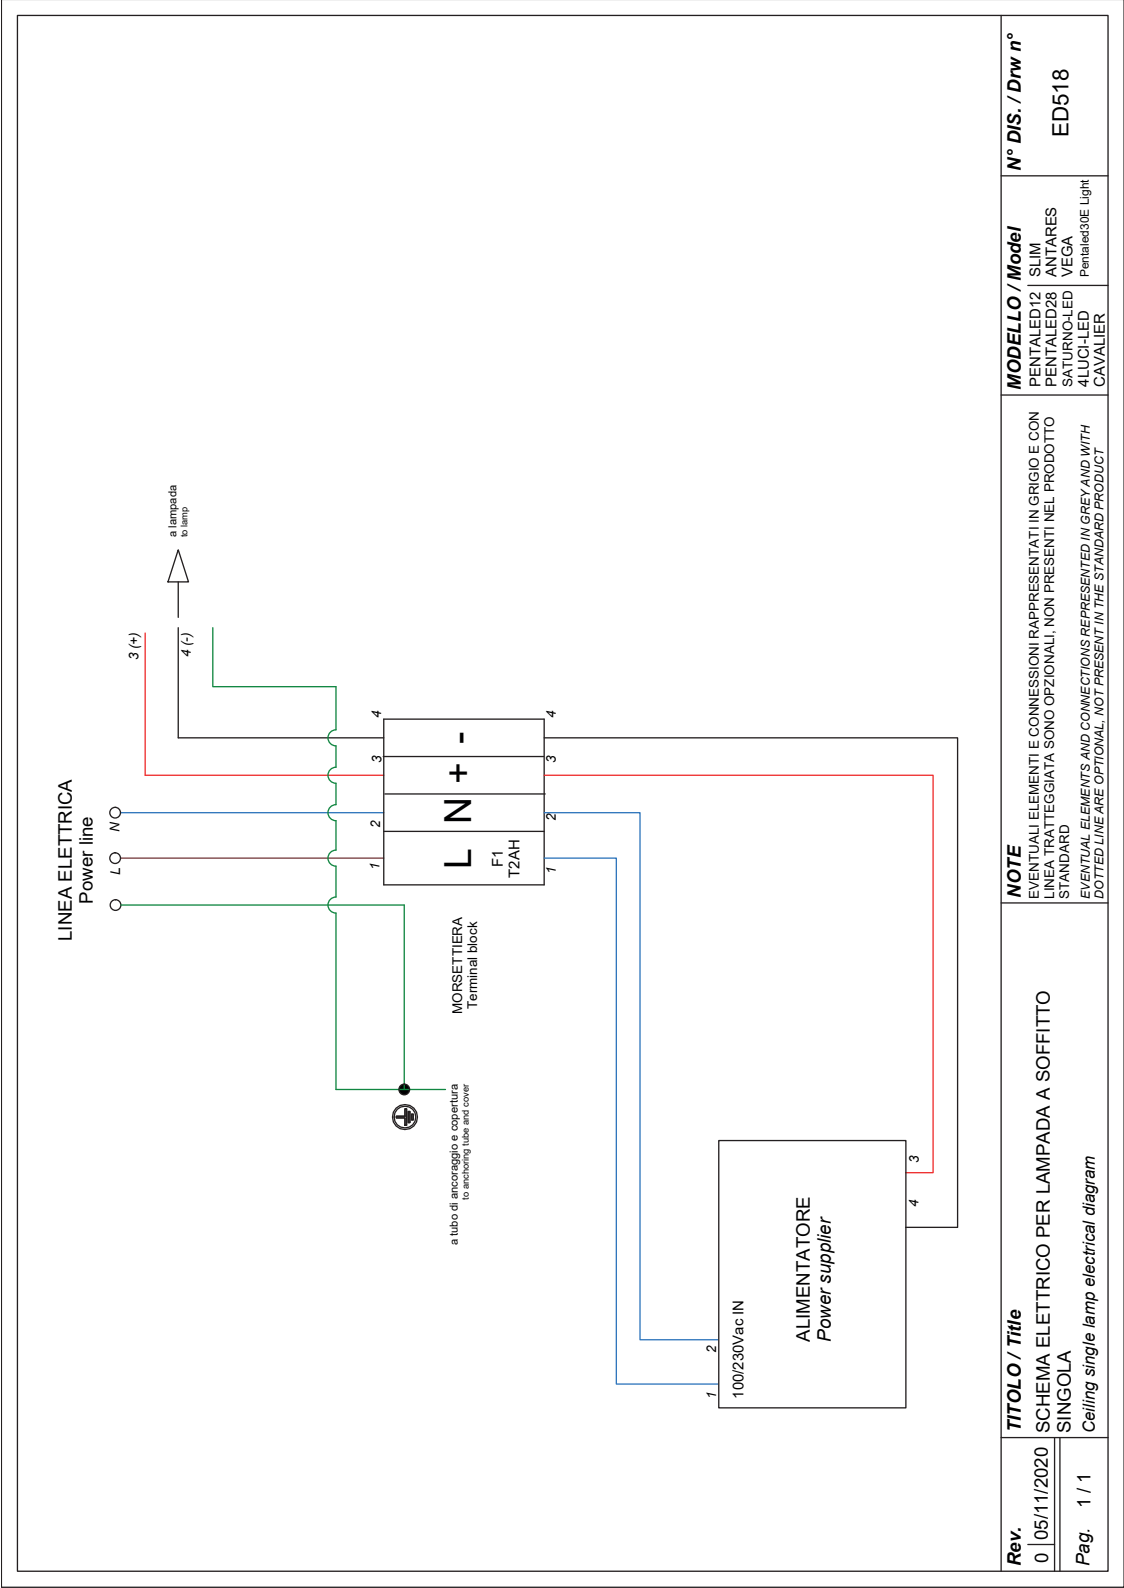 LINEA ELETTRICA
Power line
L
N
3 (+)
4 (-)
a lampada
to lamp
1
2
3
4
L
N
+
-
F1
T2AH
1
2
3
4
MORSETTIERA
Terminal block
a tubo di ancoraggio e copertura
to anchoring tube and cover
1
2
100/230Vac IN
ALIMENTATORE
Power supplier
4
3
Rev.
0
05/11/2020
Pag. 1 / 1
TITOLO / Title
SCHEMA ELETTRICO PER LAMPADA A SOFFITTO
SINGOLA
Ceiling single lamp electrical diagram
NOTE
EVENTUALI ELEMENTI E CONNESSIONI RAPPRESENTATI IN GRIGIO E CON
LINEA TRATTEGGIATA SONO OPZIONALI, NON PRESENTI NEL PRODOTTO
STANDARD
EVENTUAL ELEMENTS AND CONNECTIONS REPRESENTED IN GREY AND WITH
DOTTED LINE ARE OPTIONAL, NOT PRESENT IN THE STANDARD PRODUCT
MODELLO / Model
PENTALED12
PENTALED28
SATURNO-LED
4LUCI-LED
CAVALIER
SLIM
ANTARES
VEGA
Pentaled30E Light
N° DIS. / Drw n°
ED518